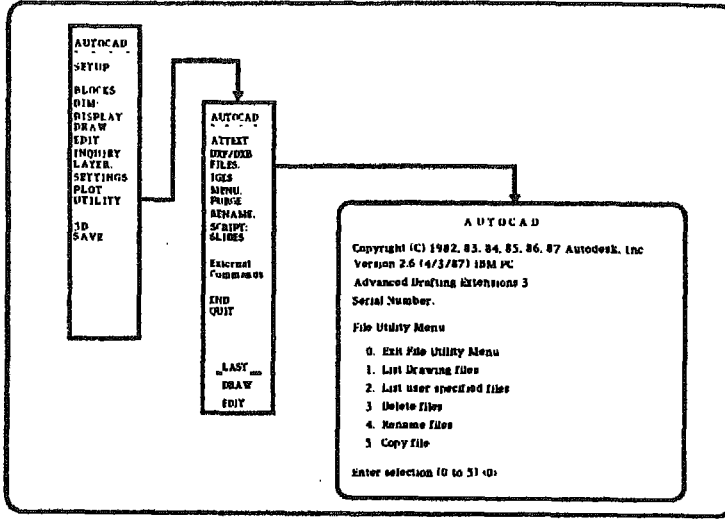 AUTOCAD
- - - -
SETUP
BLOCKS
DIM:
DISPLAY
DRAW
EDIT
INQUIRY
LAYER.
SETTINGS
PLOT
UTILITY
3D
SAVE
AUTOCAD
- - - -
ATTEXT
DXF/DXB
FILES.
IGES
MENU.
PURGE
RENAME.
SCRIPT:
SLIDES
External
Commands
END
QUIT
_LAST__
DRAW
EDIT
AUTOCAD
Copyright (C) 1982, 83, 84, 85, 86, 87 Autodesk, Inc
Version 2.6 (4/3/87) IBM PC
Advanced Drafting Extensions 3
Serial Number.
File Utility Menu
0. Exit File Utility Menu
1. List Drawing files
2. List user specified files
3 Delete files
4. Rename files
5 Copy file
Enter selection (0 to 5) <0>